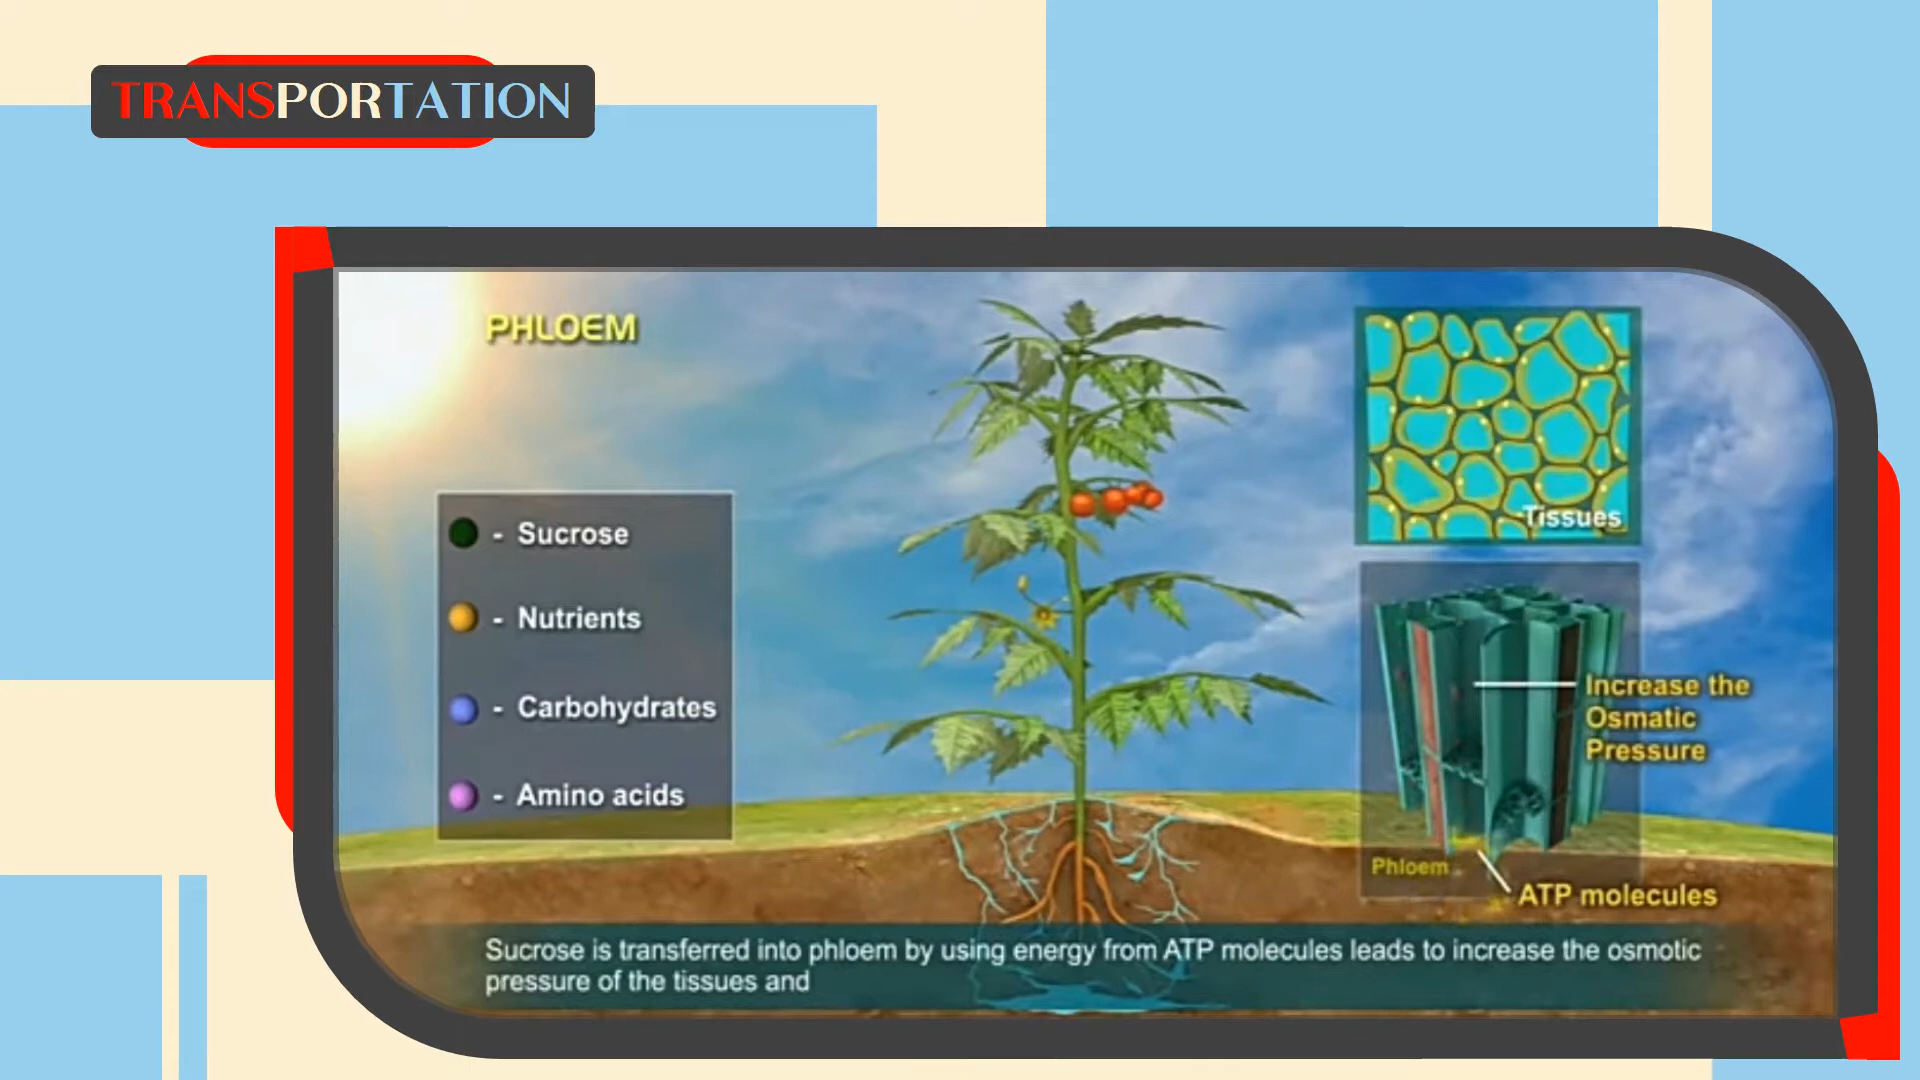 TRANSPORTATION
PHLOEM
- Sucrose
- Nutrients
- Carbohydrates
- Amino acids
Tissues
Increase the
Osmatic
Pressure
Phloem
ATP molecules
Sucrose is transferred into phloem by using energy from ATP molecules leads to increase the osmotic
pressure of the tissues and